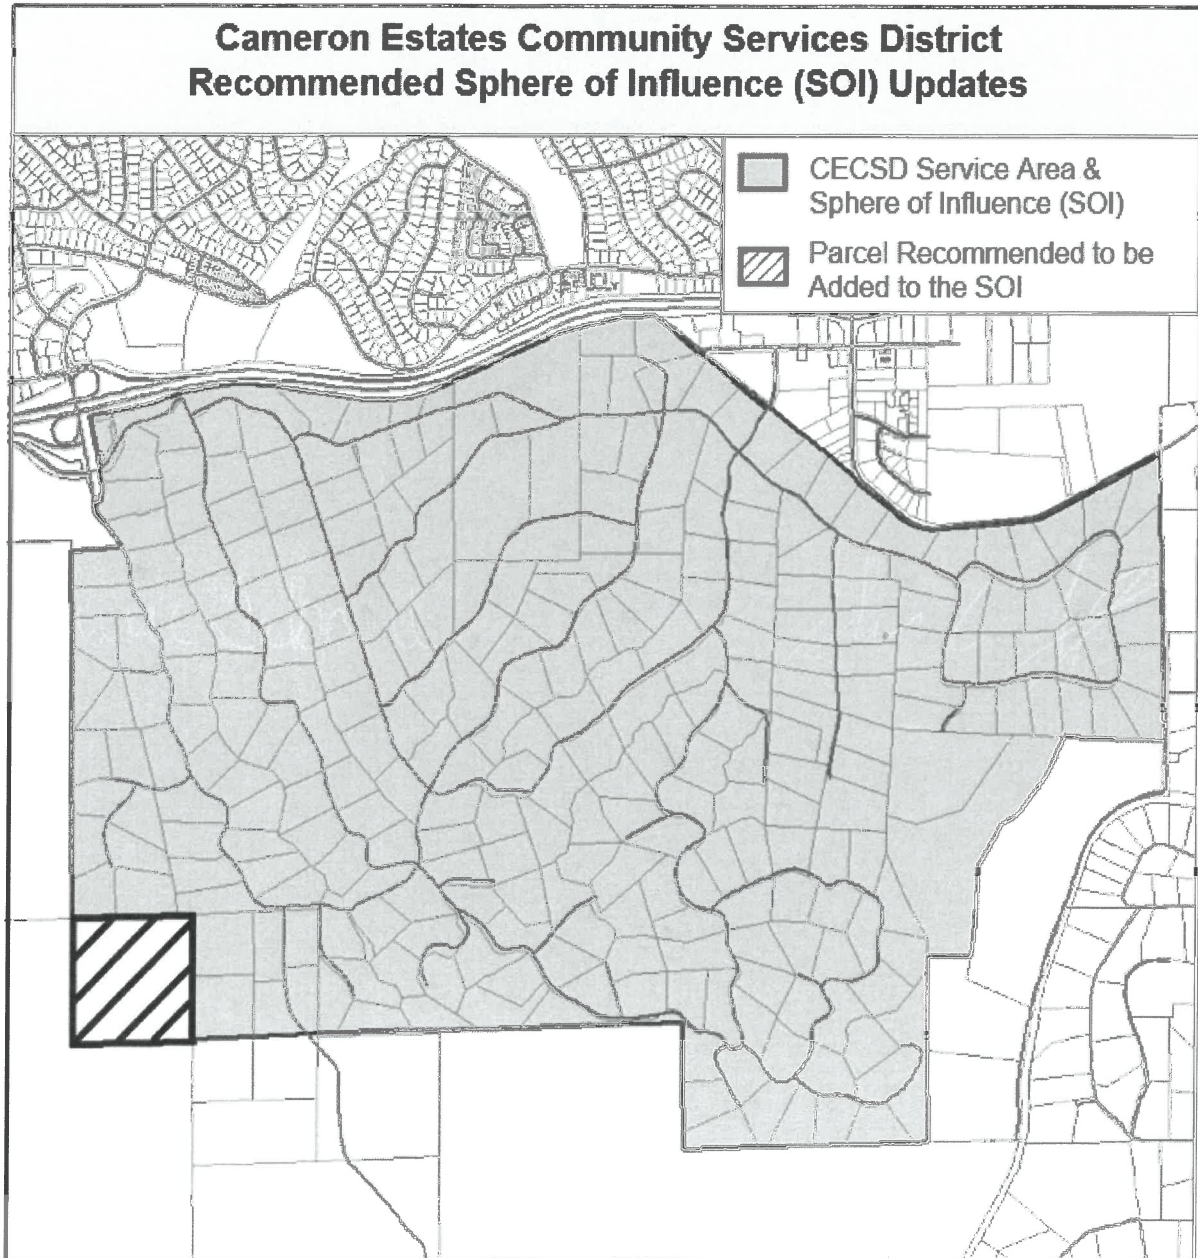 Cameron Estates Community Services District
Recommended Sphere of Influence (SOI) Updates
CECSD Service Area &
Sphere of Influence (SOI)
Parcel Recommended to be
Added to the SOI